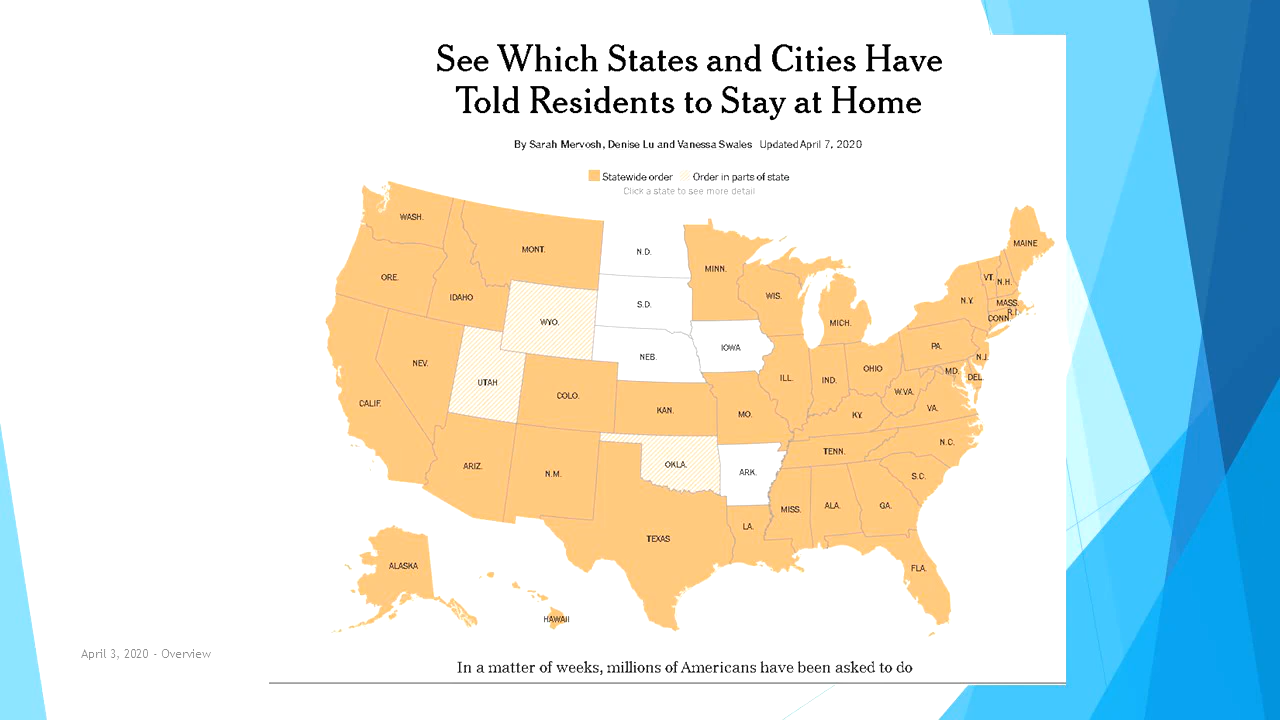 See Which States and Cities Have
Told Residents to Stay at Home
By Sarah Mervosh, Denise Lu and Vanessa Swales Updated April 7, 2020
Statewide order Order in parts of state
Click a state to see more detail
WASH.
MONT.
N.D.
MINN.
MAINE
ORE.
IDAHO
S.D.
WIS.
MICH.
VT.
N.H.
N.Y.
MASS.
R.I.
CONN.
WYO.
IOWA
NEB.
PA.
N.J.
NEV.
UTAH
COLO.
ILL.
IND.
OHIO
MD.
DEL.
W.VA.
VA.
CALIF.
KAN.
MO.
KY.
ARIZ.
N.M.
OKLA.
ARK.
TENN.
N.C.
S.C.
TEXAS
LA.
MISS.
ALA.
GA.
FLA.
ALASKA
HAWAII
April 3, 2020 - Overview
In a matter of weeks, millions of Americans have been asked to do